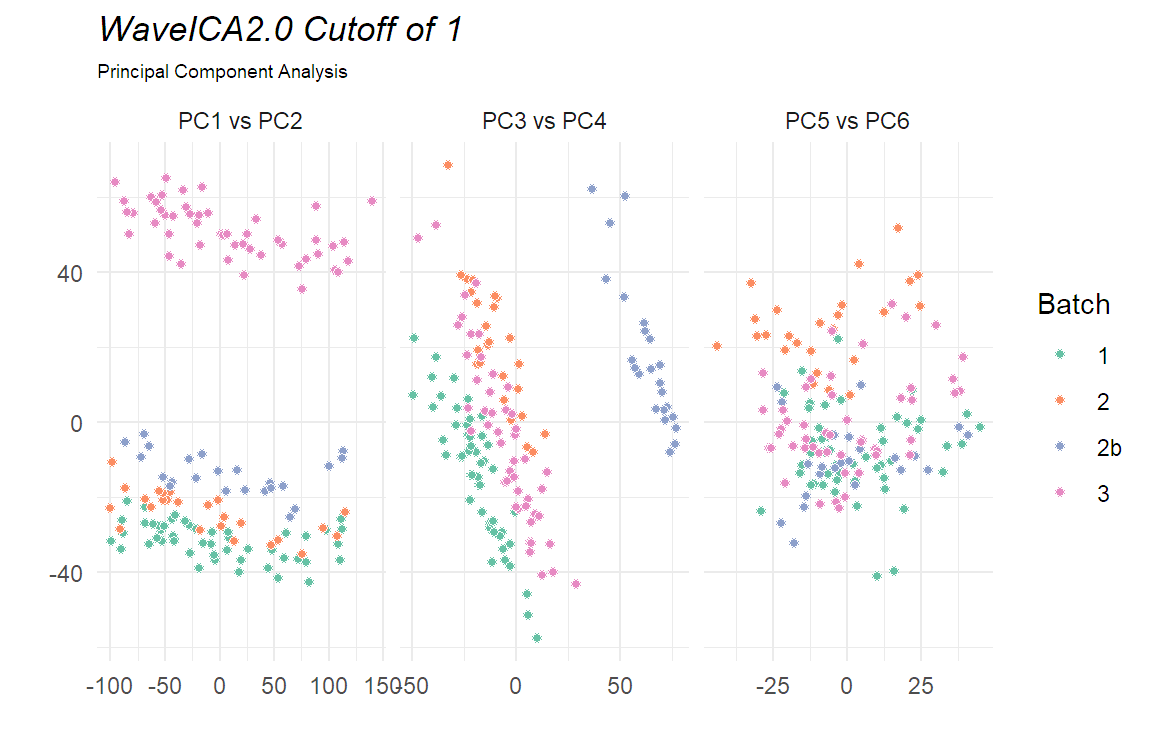 WaveICA2.0 Cutoff of 1
Principal Component Analysis
PC1 vs PC2
PC3 vs PC4
PC5 vs PC6
40
0
-40
-100 -50 0 50 100 150
-50 0 50
-25 0 25
Batch
1
2
2b
3